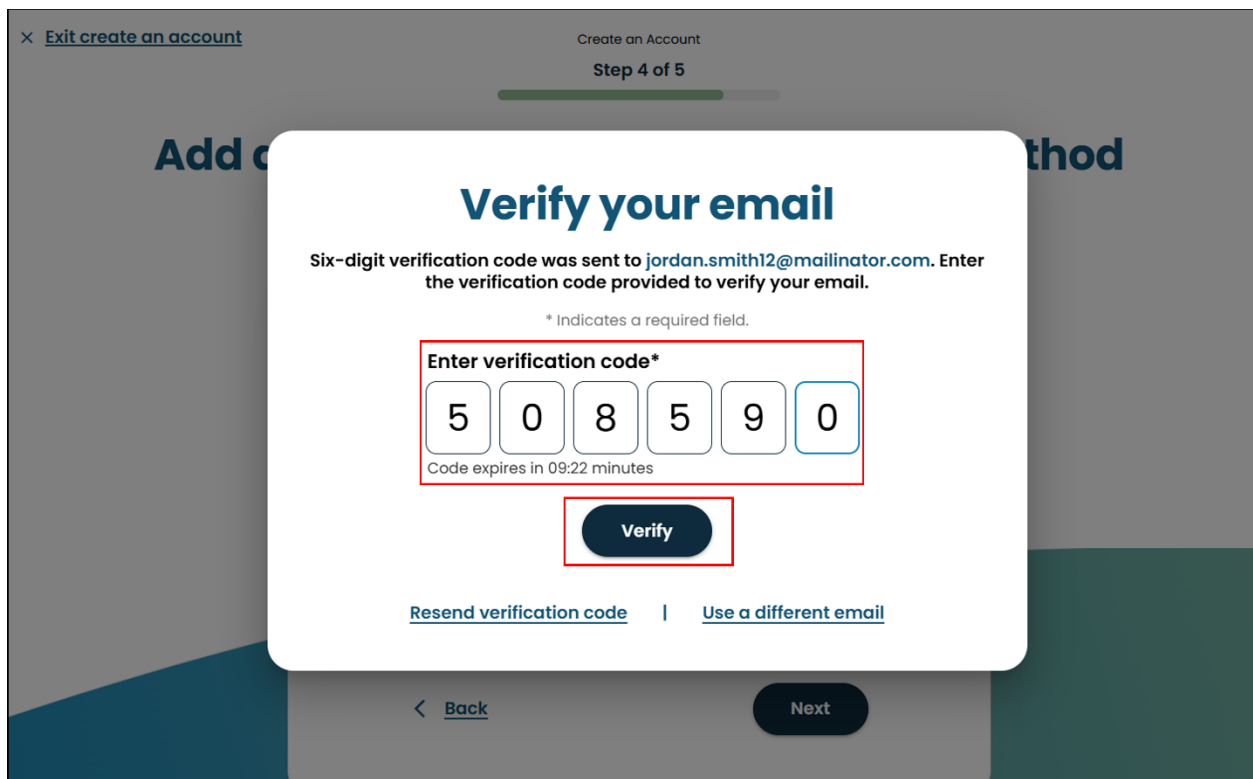 × Exit create an account
Create an Account
Step 4 of 5
Add a
thod
Verify your email
Six-digit verification code was sent to jordan.smith12@mailinator.com. Enter
the verification code provided to verify your email.
* Indicates a required field.
Enter verification code*
5 0 8 5 9 0
Code expires in 09:22 minutes
Verify
Resend verification code | Use a different email
Back
Next